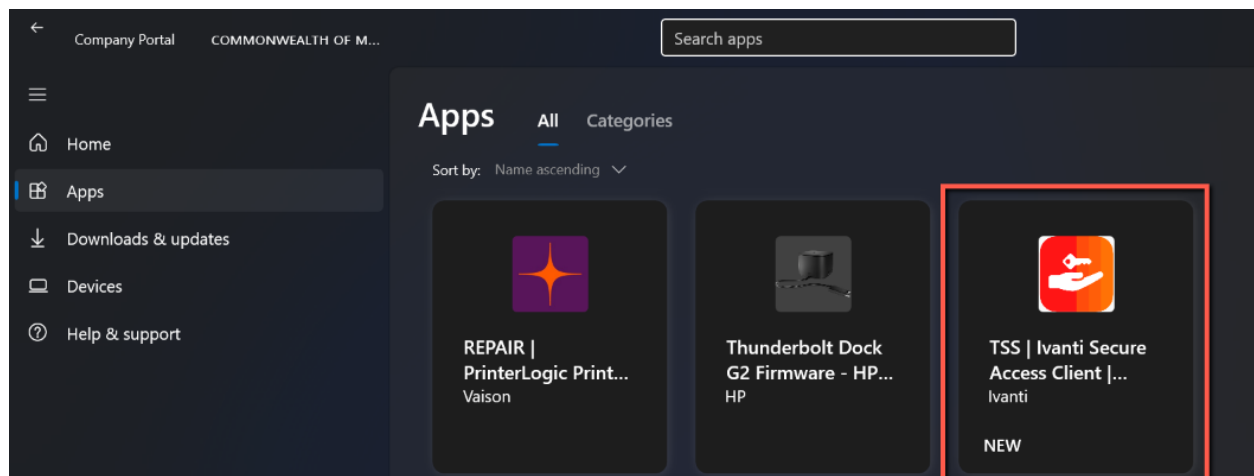 Company Portal
COMMONWEALTH OF M...
Search apps
Home
Apps
Downloads & updates
Devices
Help & support
Apps
All
Categories
Sort by: Name ascending
REPAIR |
PrinterLogic Print...
Vaison
Thunderbolt Dock
G2 Firmware - HP...
HP
TSS | Ivanti Secure
Access Client |...
Ivanti
NEW